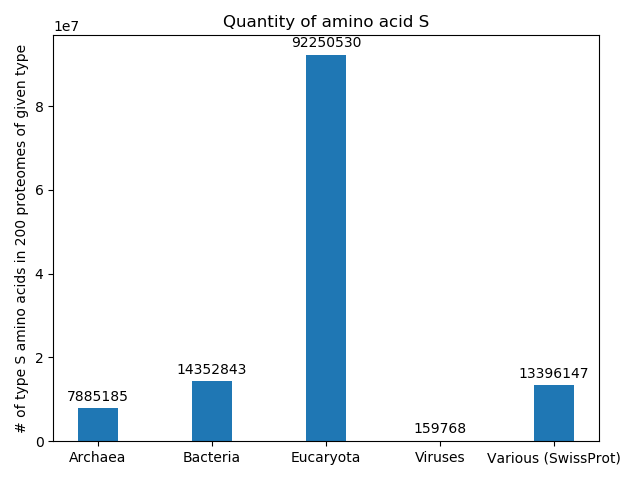 Quantity of amino acid S
1e7
# of type S amino acids in 200 proteomes of given type
8
6
4
2
0
7885185
14352843
92250530
159768
13396147
Archaea
Bacteria
Eucaryota
Viruses
Various (SwissProt)